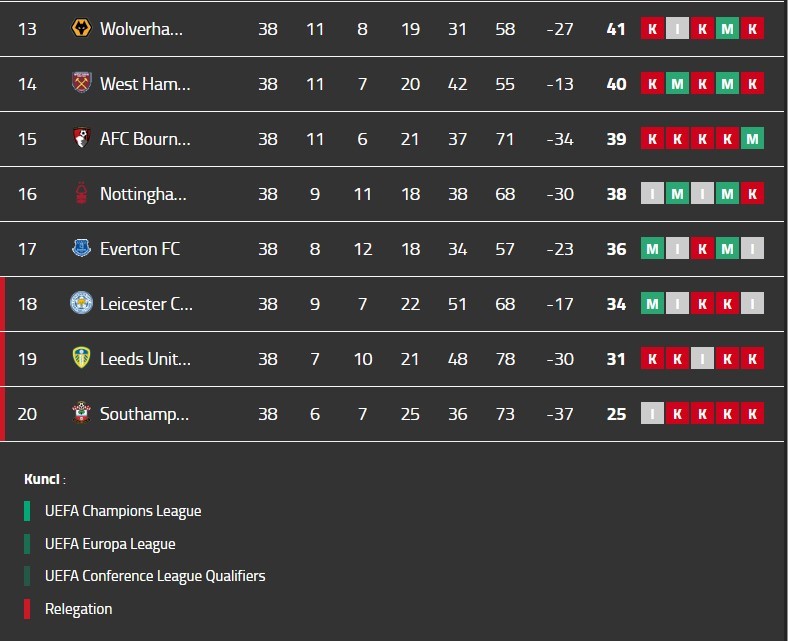 13 Wolverha... 38 11 8 19 31 58 -27 41 K I K M K
14 West Ham... 38 11 7 20 42 55 -13 40 K M K M K
15 AFC Bourn... 38 11 6 21 37 71 -34 39 K K K K M
16 Nottingha... 38 9 11 18 38 68 -30 38 I M I M K
17 Everton FC 38 8 12 18 34 57 -23 36 M I K M I
18 Leicester C... 38 9 7 22 51 68 -17 34 M I K K I
19 Leeds Unit... 38 7 10 21 48 78 -30 31 K K I K K
20 Southamp... 38 6 7 25 36 73 -37 25 I K K K K
Kunci :
UEFA Champions League
UEFA Europa League
UEFA Conference League Qualifiers
Relegation